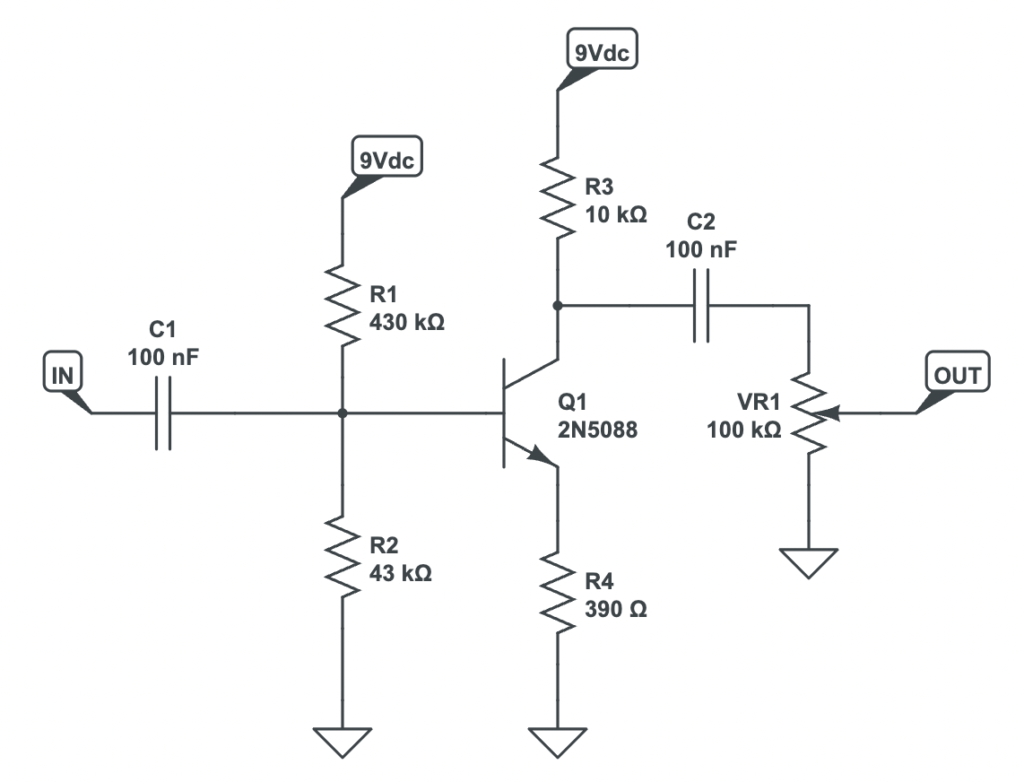 9Vdc
9Vdc
R3
10 kΩ
C2
100 nF
R1
430 kΩ
C1
100 nF
IN
Q1
2N5088
VR1
100 kΩ
OUT
R2
43 kΩ
R4
390 Ω